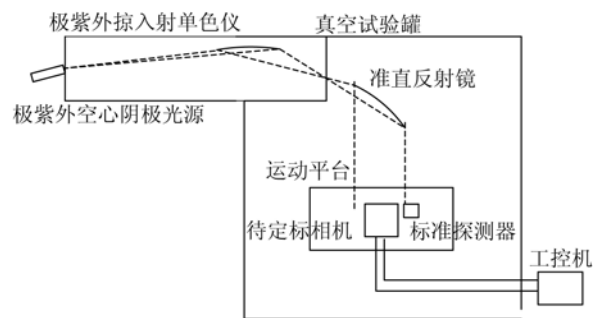 极紫外掠入射单色仪
真空试验罐
准直反射镜
极紫外空心阴极光源
运动平台
待定标相机
标准探测器
工控机